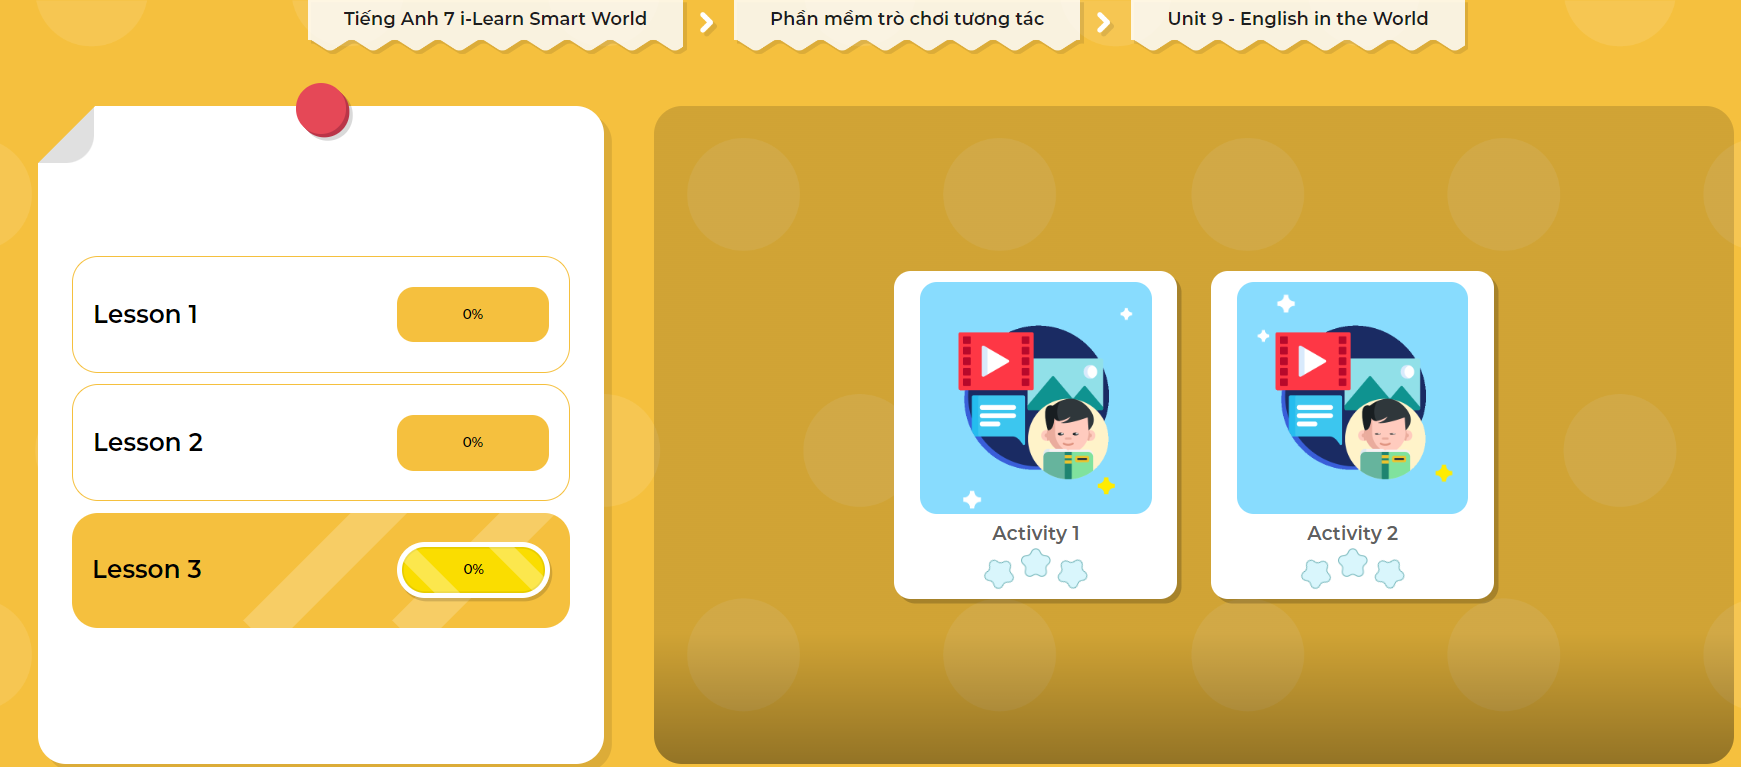 Tiếng Anh 7 i-Learn Smart World
Phần mềm trò chơi tương tác
Unit 9 - English in the World
Lesson 1
0%
Lesson 2
0%
Lesson 3
0%
Activity 1
Activity 2